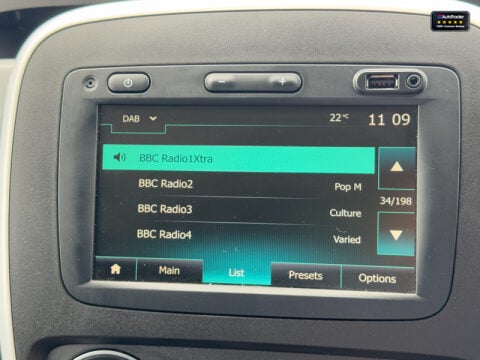 AutoTrader
DAB
22°C
11 09
BBC Radio1Xtra
BBC Radio2 Pop M
BBC Radio3 Culture
34/198
BBC Radio4 Varied
Main List Presets Options